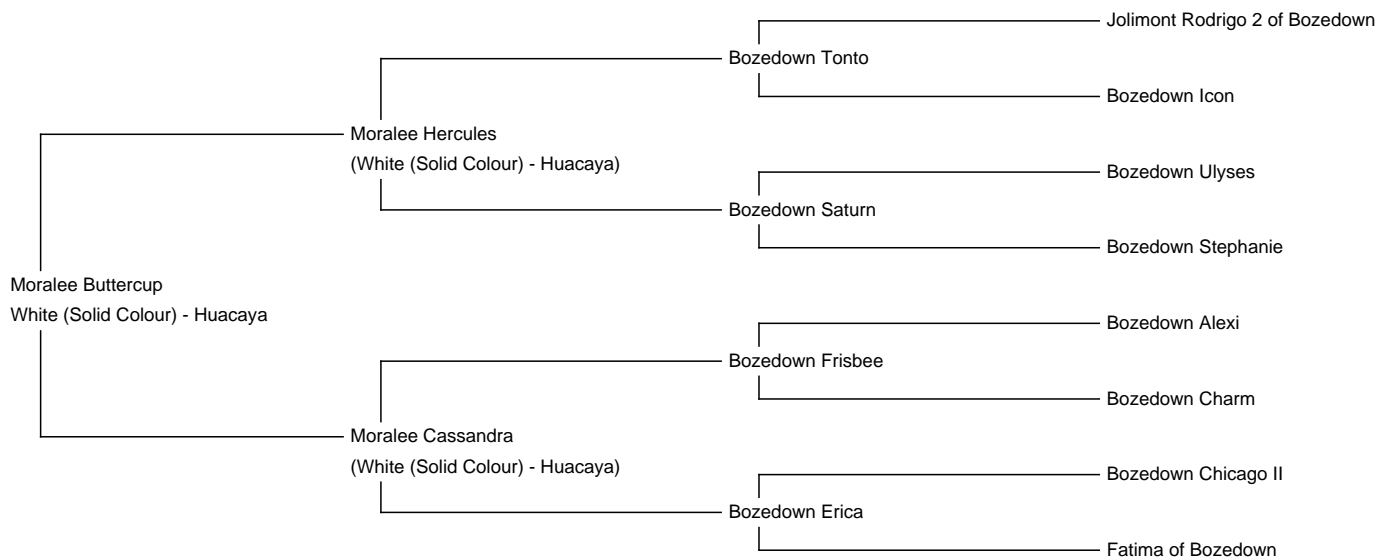 Jolimont Rodrigo 2 of Bozedown
Bozedown Tonto
Bozedown Icon
Moralee Hercules
(White (Solid Colour) - Huacaya)
Bozedown Ulyses
Bozedown Saturn
Bozedown Stephanie
Moralee Buttercup
White (Solid Colour) - Huacaya
Bozedown Alexi
Bozedown Frisbee
Bozedown Charm
Moralee Cassandra
(White (Solid Colour) - Huacaya)
Bozedown Chicago II
Bozedown Erica
Fatima of Bozedown